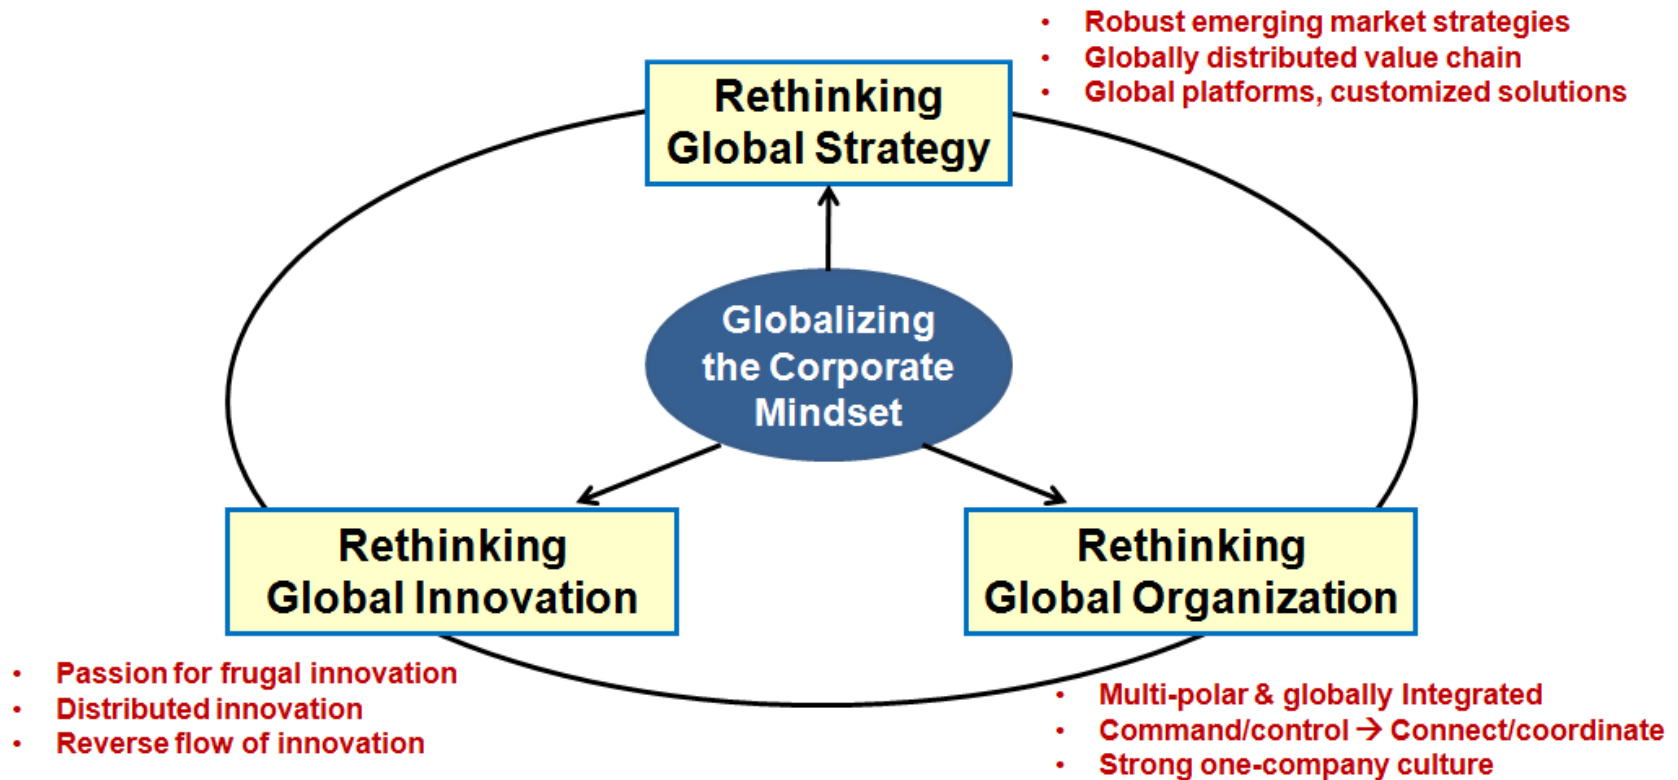 • Robust emerging market strategies
• Globally distributed value chain
• Global platforms, customized solutions
Rethinking
Global Strategy
Globalizing
the Corporate
Mindset
Rethinking
Global Innovation
Rethinking
Global Organization
• Passion for frugal innovation
• Distributed innovation
• Reverse flow of innovation
• Multi-polar & globally Integrated
• Command/control → Connect/coordinate
• Strong one-company culture